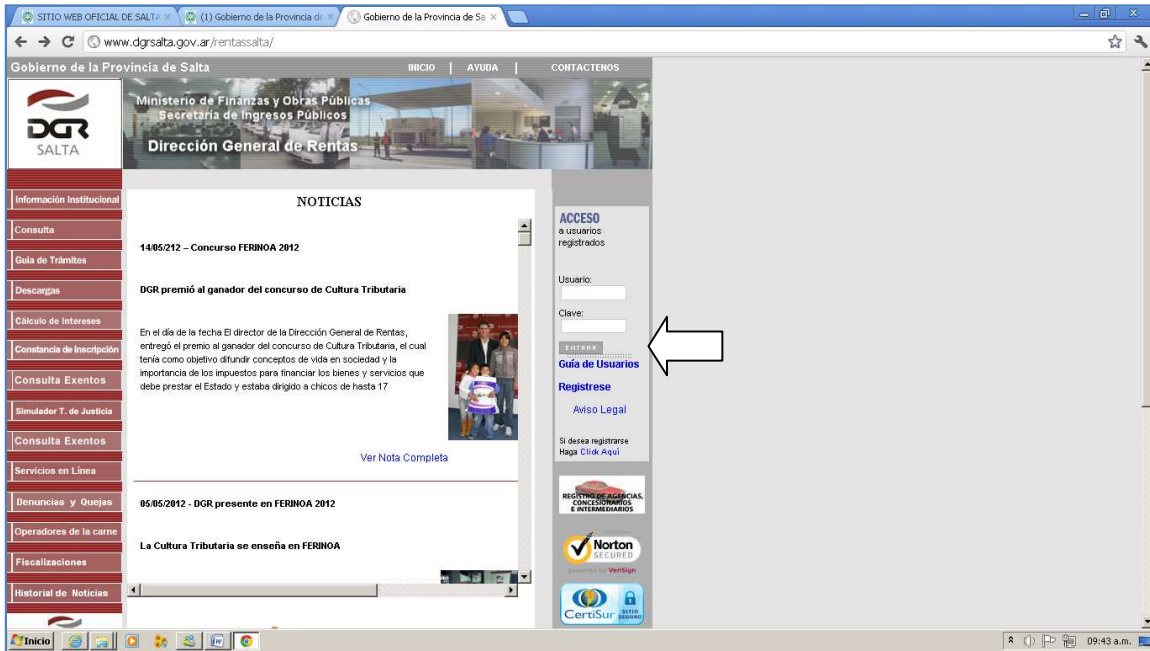 SITIO WEB OFICIAL DE SALTA
(1) Gobierno de la Provincia de
Gobierno de la Provincia de Sa
www.dgrsalta.gov.ar/rentassalta/
Gobierno de la Provincia de Salta
INICIO | AYUDA | CONTACTENOS
DGR
SALTA
Ministerio de Finanzas y Obras Públicas
Secretaría de Ingresos Públicos
Dirección General de Rentas
Información Institucional
Consulta
Guía de Trámites
Descargas
Cálculo de Intereses
Constancia de Inscripción
Consulta Exentos
Simulador T. de Justicia
Consulta Exentos
Servicios en Línea
Denuncias y Quejas
Operadores de la carne
Fiscalizaciones
Historial de Noticias
NOTICIAS
14/05/212 – Concurso FERINOA 2012
DGR premió al ganador del concurso de Cultura Tributaria
En el día de la fecha El director de la Dirección General de Rentas,
entregó el premio al ganador del concurso de Cultura Tributaria, el cual
tenía como objetivo difundir conceptos de vida en sociedad y la
importancia de los impuestos para financiar los bienes y servicios que
debe prestar el Estado y estaba dirigido a chicos de hasta 17
Ver Nota Completa
05/05/2012 - DGR presente en FERINOA 2012
La Cultura Tributaria se enseña en FERINOA
ACCESO
a usuarios
registrados
Usuario:
Clave:
ENTRAR
Guía de Usuarios
Registrese
Aviso Legal
Si desea registrarse
Haga Click Aquí
REGISTRO DE AGENCIAS,
CONCESIONARIOS
E INTERMEDIARIOS
Norton
SECURED
powered by VeriSign
CertiSur
SITIO
SEGURO
Inicio
09:43 a.m.